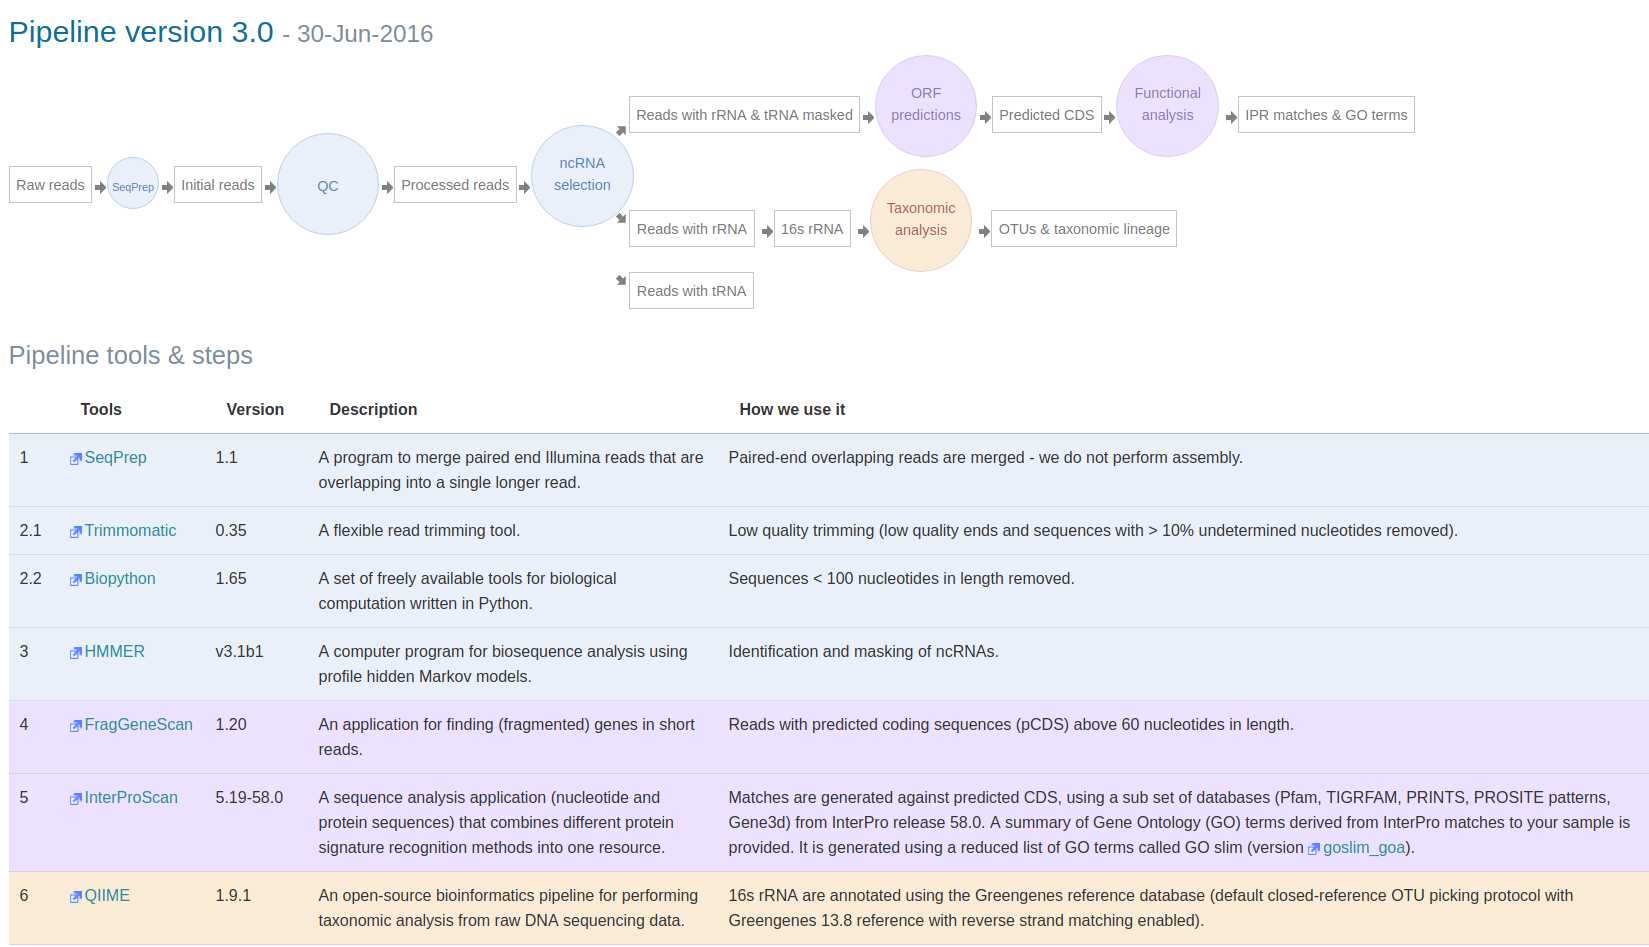 Pipeline version 3.0 - 30-Jun-2016
Raw reads
SeqPrep
Initial reads
QC
Processed reads
ncRNA
selection
Reads with rRNA & tRNA masked
ORF
predictions
Predicted CDS
Functional
analysis
IPR matches & GO terms
Reads with rRNA
16s rRNA
Taxonomic
analysis
OTUs & taxonomic lineage
Reads with tRNA
Pipeline tools & steps
Tools Version Description How we use it
1 SeqPrep 1.1 A program to merge paired end Illumina reads that are Paired-end overlapping reads are merged - we do not perform assembly.
overlapping into a single longer read.
2.1 Trimmomatic 0.35 A flexible read trimming tool. Low quality trimming (low quality ends and sequences with > 10% undetermined nucleotides removed).
2.2 Biopython 1.65 A set of freely available tools for biological Sequences < 100 nucleotides in length removed.
computation written in Python.
3 HMMER v3.1b1 A computer program for biosequence analysis using Identification and masking of ncRNAs.
profile hidden Markov models.
4 FragGeneScan 1.20 An application for finding (fragmented) genes in short Reads with predicted coding sequences (pCDS) above 60 nucleotides in length.
reads.
5 InterProScan 5.19-58.0 A sequence analysis application (nucleotide and Matches are generated against predicted CDS, using a sub set of databases (Pfam, TIGRFAM, PRINTS, PROSITE patterns,
protein sequences) that combines different protein Gene3d) from InterPro release 58.0. A summary of Gene Ontology (GO) terms derived from InterPro matches to your sample is
signature recognition methods into one resource. provided. It is generated using a reduced list of GO terms called GO slim (version goslim_goa).
6 QIIME 1.9.1 An open-source bioinformatics pipeline for performing 16s rRNA are annotated using the Greengenes reference database (default closed-reference OTU picking protocol with
taxonomic analysis from raw DNA sequencing data. Greengenes 13.8 reference with reverse strand matching enabled).